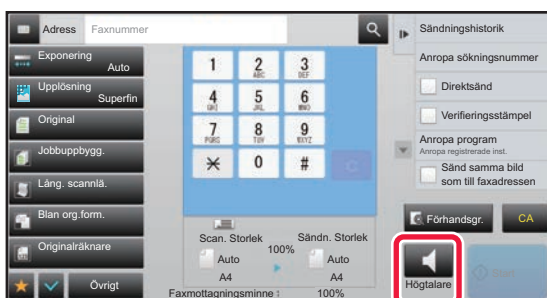 Adress Faxnummer
Exponering
Auto
Upplösning
Superfin
Original
Jobbuppbygg.
Lång. scannlä.
Blan org.form.
Originalräknare
Övrigt
1
2
ABC
3
DEF
4
GHI
5
JKL
6
MNO
7
PQRS
8
TUV
9
WXYZ
0
#
C
Scan. Storlek
Sändn. Storlek
100%
Auto
Auto
A4
A4
Faxmottagningsminne : 100%
Sändningshistorik
Anropa sökningsnummer
Direktsänd
Verifieringsstämpel
Anropa program
Anropa registrerade inst.
Sänd samma bild
som till faxadressen
Förhandsgr.
CA
Högtalare
Start